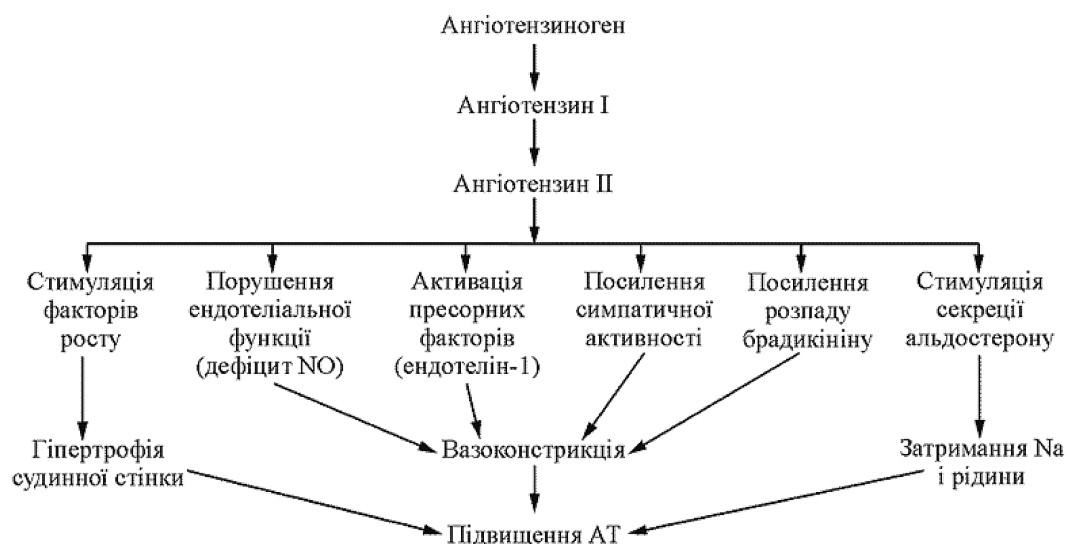 Ангіотензиноген
Ангіотензин I
Ангіотензин II
Стимуляція
факторів
росту
Порушення
ендотеліальної
функції
(дефіцит NO)
Активація
пресорних
факторів
(ендотелін-1)
Посилення
симпатичної
активності
Посилення
розпаду
брадикініну
Стимуляція
секреції
альдостерону
Гіпертрофія
судинної стінки
Вазоконстрикція
Затримання Na
і рідини
Підвищення АТ